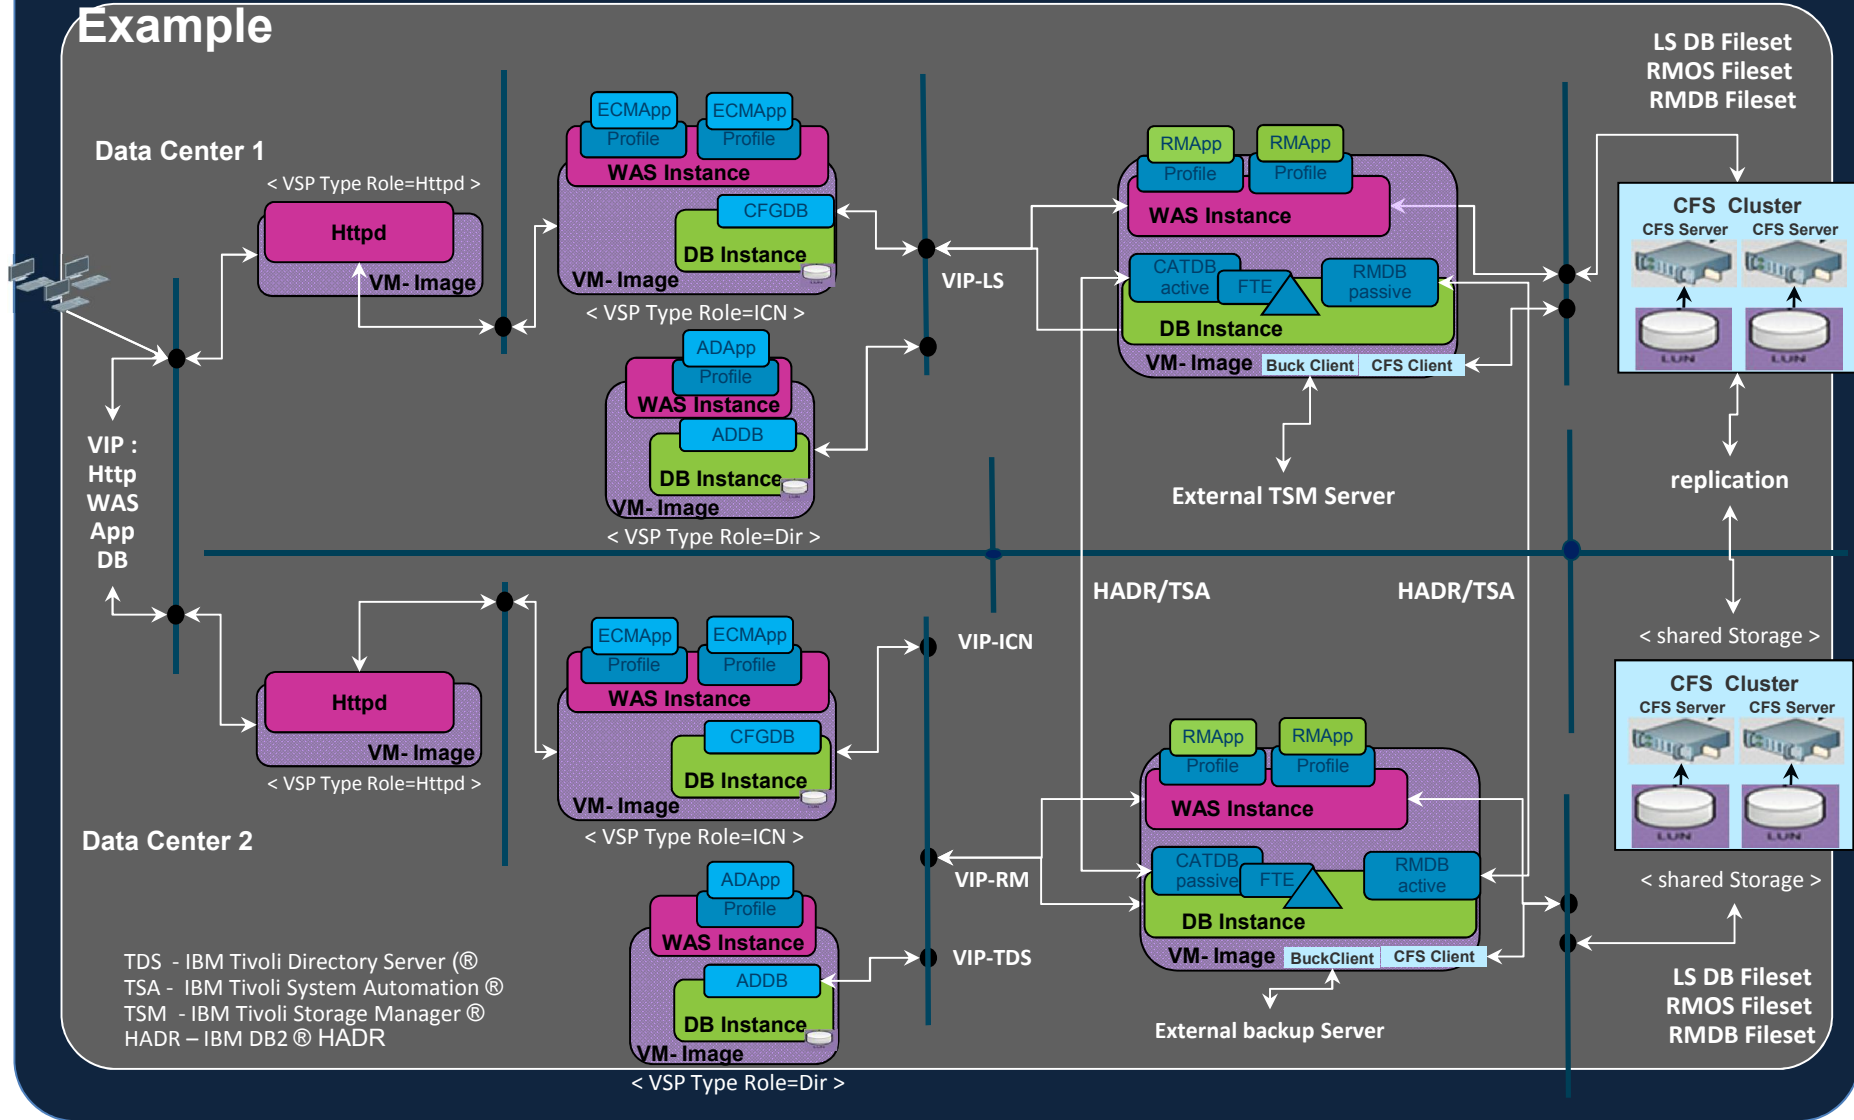 Example
LS DB Fileset
RMOS Fileset
RMDB Fileset
Data Center 1
< VSP Type Role=Httpd >
Httpd
VM- Image
ECMApp
ECMApp
Profile
Profile
WAS Instance
CFGDB
DB Instance
VM- Image
< VSP Type Role=ICN >
ADApp
Profile
WAS Instance
ADDB
DB Instance
VM- Image
< VSP Type Role=Dir >
VIP-LS
RMApp
RMApp
Profile
Profile
WAS Instance
CATDB
active
FTE
RMDB
passive
DB Instance
VM- Image
Buck Client
CFS Client
External TSM Server
CFS Cluster
CFS Server
CFS Server
LUN
LUN
replication
VIP :
Http
WAS
App
DB
HADR/TSA
HADR/TSA
< shared Storage >
Httpd
VM- Image
< VSP Type Role=Httpd >
ECMApp
ECMApp
Profile
Profile
WAS Instance
CFGDB
DB Instance
VM- Image
< VSP Type Role=ICN >
VIP-ICN
Data Center 2
ADApp
Profile
WAS Instance
ADDB
DB Instance
VM- Image
< VSP Type Role=Dir >
VIP-RM
VIP-TDS
RMApp
RMApp
Profile
Profile
WAS Instance
CATDB
passive
FTE
RMDB
active
DB Instance
VM- Image
BuckClient
CFS Client
External backup Server
CFS Cluster
CFS Server
CFS Server
LUN
LUN
< shared Storage >
LS DB Fileset
RMOS Fileset
RMDB Fileset
TDS - IBM Tivoli Directory Server (®
TSA - IBM Tivoli System Automation ®
TSM - IBM Tivoli Storage Manager ®
HADR – IBM DB2 ® HADR